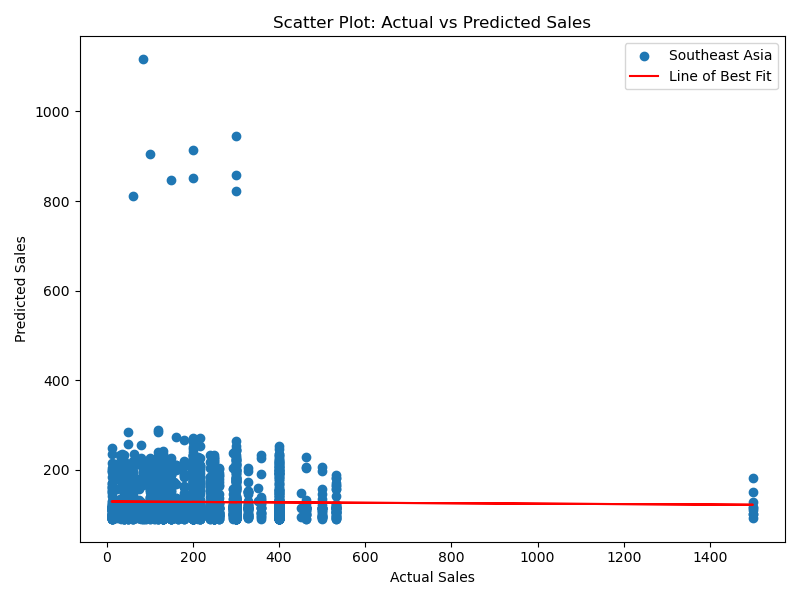 Scatter Plot: Actual vs Predicted Sales
Southeast Asia
Line of Best Fit
1000
800
600
400
200
Predicted Sales
0 200 400 600 800 1000 1200 1400
Actual Sales